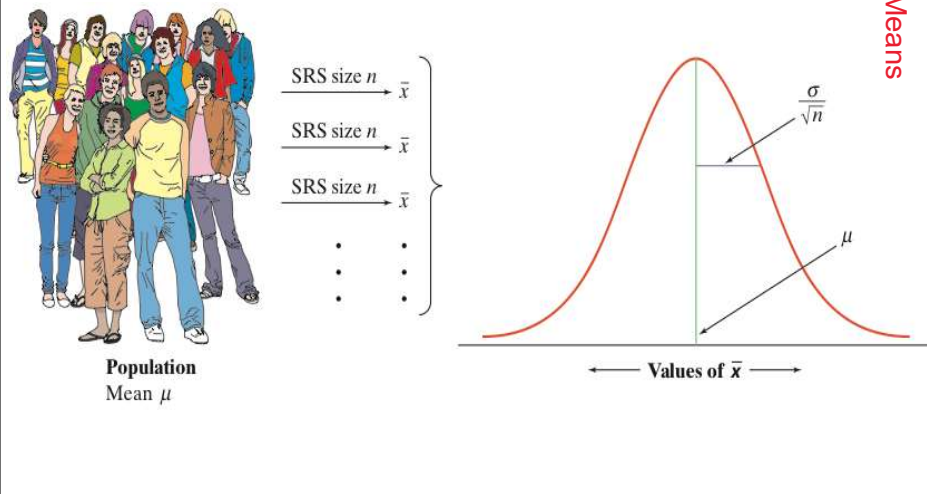 Means
SRS size n
x̄
SRS size n
x̄
SRS size n
x̄
σ
√n
μ
Population
Mean μ
Values of x̄